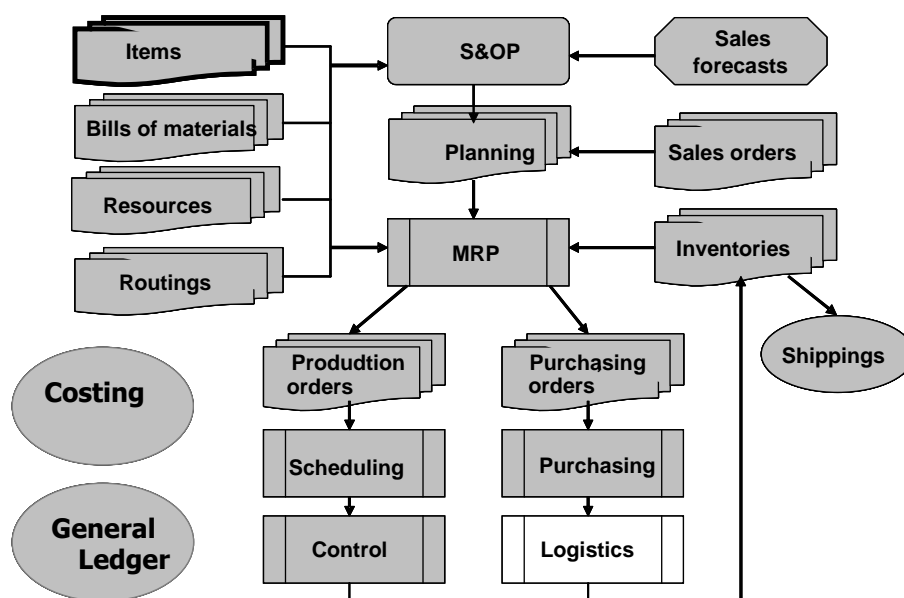 Items
S&OP
Sales
forecasts
Bills of materials
Planning
Sales orders
Resources
Routings
MRP
Inventories
Produdtion
orders
Purchasing
orders
Shippings
Costing
Scheduling
Purchasing
General
Ledger
Control
Logistics